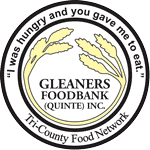 "I was hungry and you gave me to eat."
GLEANERS
FOODBANK
(QUINTE) INC.
Tri-County Food Network